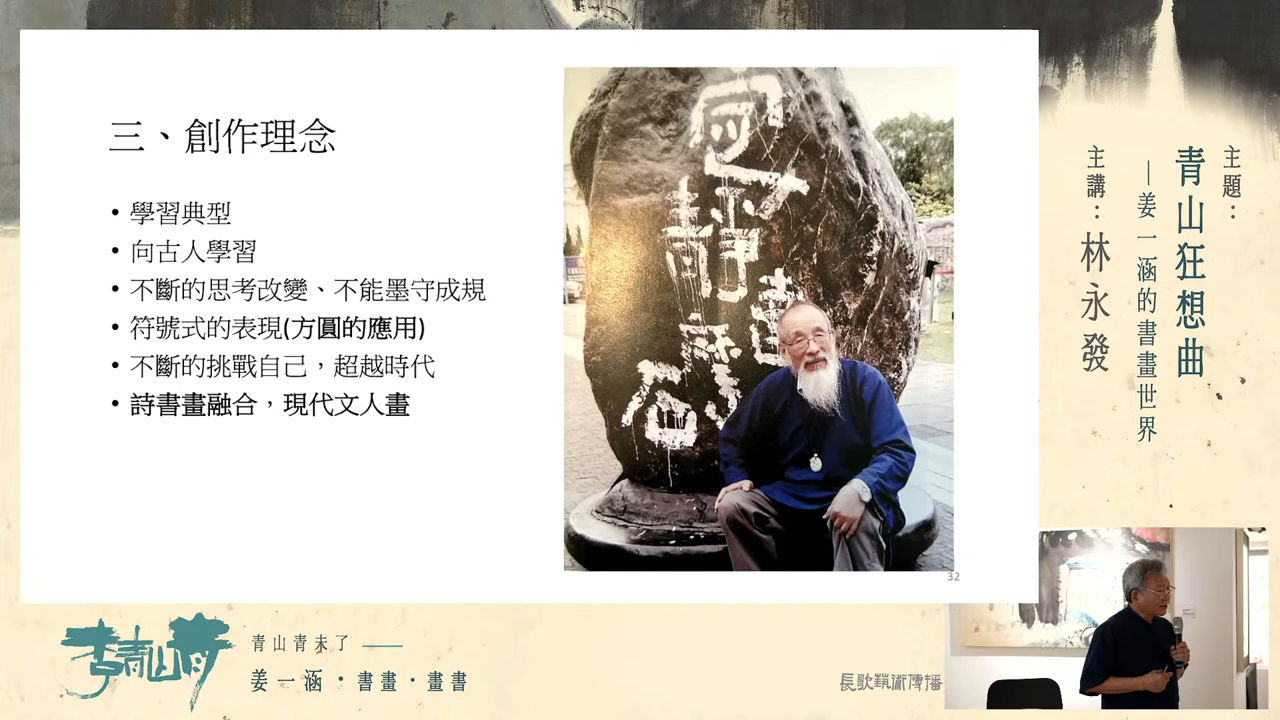 三、創作理念
• 學習典型
• 向古人學習
• 不斷的思考改變、不能墨守成規
• 符號式的表現(方圓的應用)
• 不斷的挑戰自己，超越時代
• 詩書畫融合，現代文人畫
32
主題：
青山狂想曲
—姜一涵的書畫世界
主講：林永發
青山青未了——
姜一涵・書畫・畫書
長歌藝術傳播